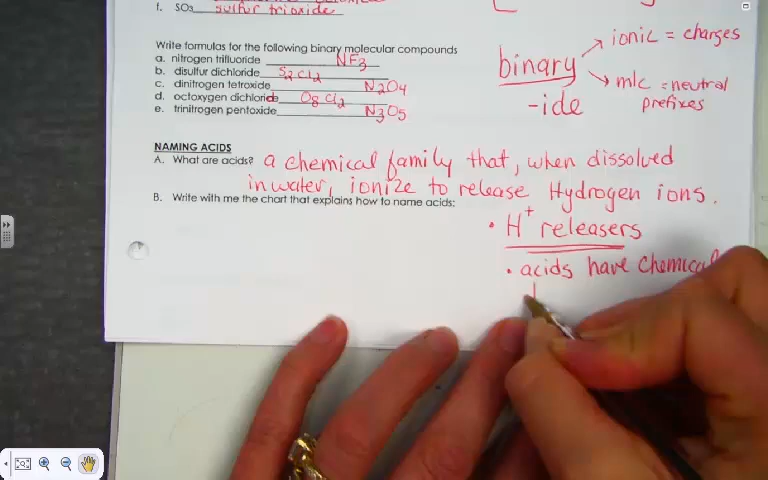 f. SO3 sulfur trioxide
Write formulas for the following binary molecular compounds
a. nitrogen trifluoride NF3
b. disulfur dichloride S2Cl2
c. dinitrogen tetroxide N2O4
d. octoxygen dichloride O8Cl2
e. trinitrogen pentoxide N3O5
binary
-ide
ionic = charges
mlc = neutral
prefixes
NAMING ACIDS
A. What are acids? a chemical family that, when dissolved
in water, ionize to release Hydrogen ions.
B. Write with me the chart that explains how to name acids:
• H+ releasers
• acids have chemical